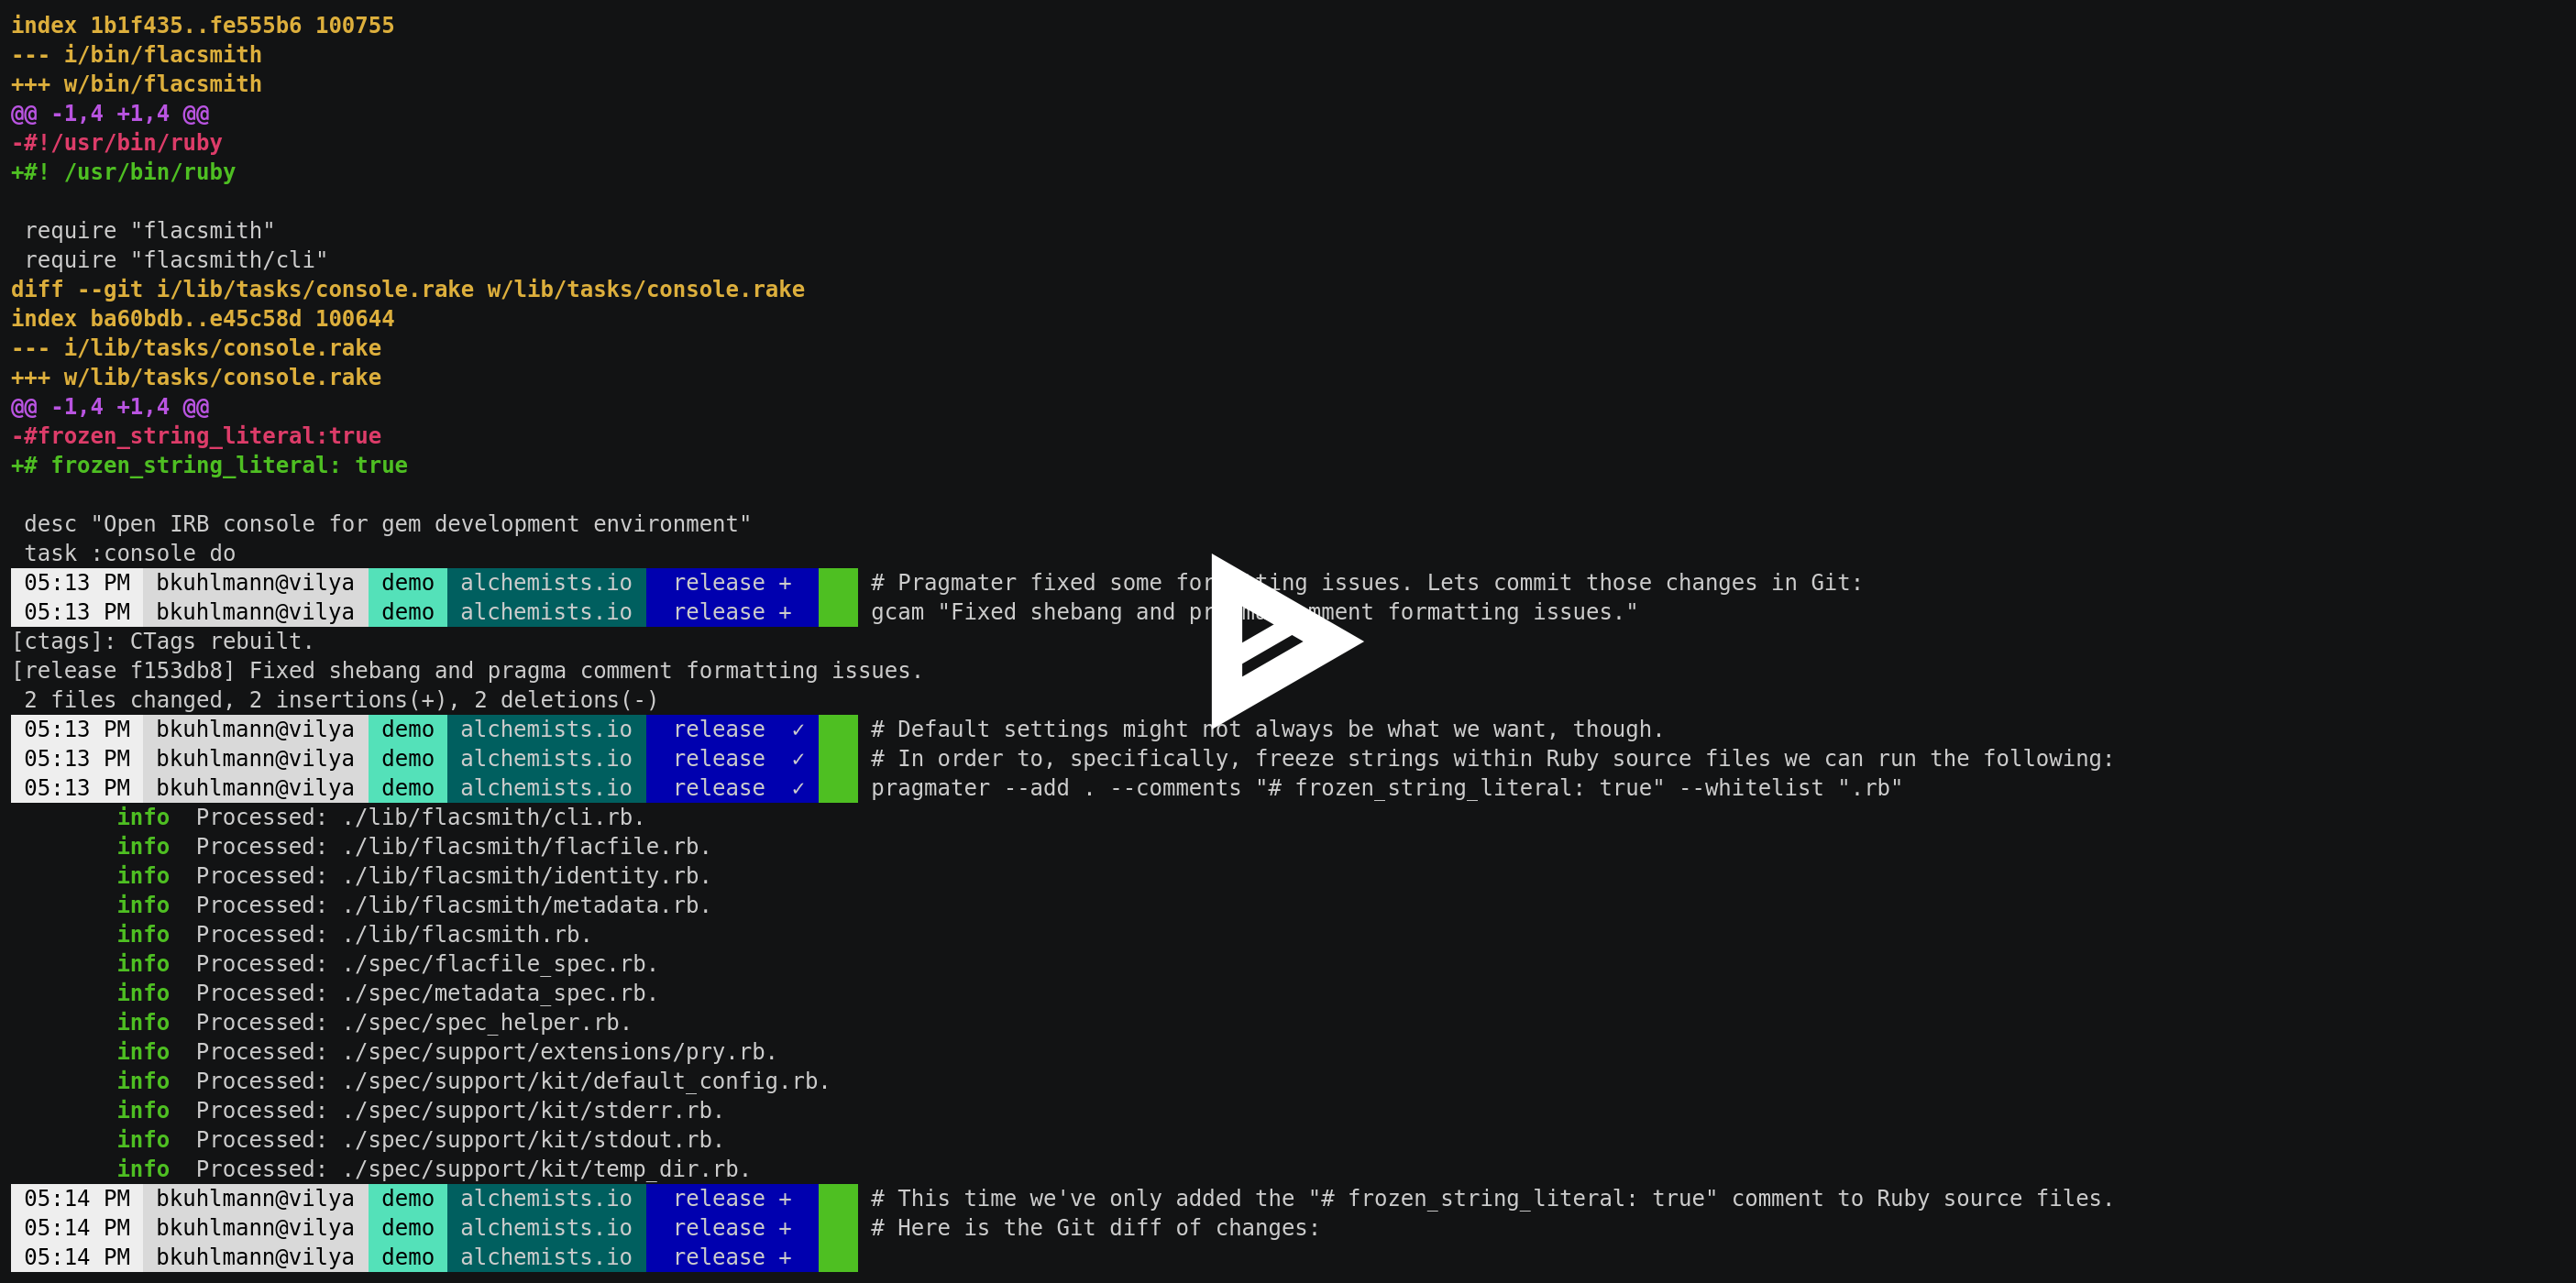 index 1b1f435..fe555b6 100755
--- i/bin/flacsmith
+++ w/bin/flacsmith
@@ -1,4 +1,4 @@
-#!/usr/bin/ruby
+#! /usr/bin/ruby
require "flacsmith"
require "flacsmith/cli"
diff --git i/lib/tasks/console.rake w/lib/tasks/console.rake
index ba60bdb..e45c58d 100644
--- i/lib/tasks/console.rake
+++ w/lib/tasks/console.rake
@@ -1,4 +1,4 @@
-#frozen_string_literal:true
+# frozen_string_literal: true
desc "Open IRB console for gem development environment"
task :console do
05:13 PM bkuhlmann@vilya demo alchemists.io release + # Pragmater fixed some issues. Lets commit those changes in Git:
05:13 PM bkuhlmann@vilya demo alchemists.io release + gcam "Fixed shebang and formatting issues."
[ctags]: CTags rebuilt.
[release f153db8] Fixed shebang and pragma comment formatting issues.
2 files changed, 2 insertions(+), 2 deletions(-)
05:13 PM bkuhlmann@vilya demo alchemists.io release ✓ # Default settings might not always be what we want, though.
05:13 PM bkuhlmann@vilya demo alchemists.io release ✓ # In order to, specifically, freeze strings within Ruby source files we can run the following:
05:13 PM bkuhlmann@vilya demo alchemists.io release ✓ pragmater --add . --comments "# frozen_string_literal: true" --whitelist ".rb"
info Processed: ./lib/flacsmith/cli.rb.
info Processed: ./lib/flacsmith/flacfile.rb.
info Processed: ./lib/flacsmith/identity.rb.
info Processed: ./lib/flacsmith/metadata.rb.
info Processed: ./lib/flacsmith.rb.
info Processed: ./spec/flacfile_spec.rb.
info Processed: ./spec/metadata_spec.rb.
info Processed: ./spec/spec_helper.rb.
info Processed: ./spec/support/extensions/pry.rb.
info Processed: ./spec/support/kit/default_config.rb.
info Processed: ./spec/support/kit/stderr.rb.
info Processed: ./spec/support/kit/stdout.rb.
info Processed: ./spec/support/kit/temp_dir.rb.
05:14 PM bkuhlmann@vilya demo alchemists.io release + # This time we've only added the "# frozen_string_literal: true" comment to Ruby source files.
05:14 PM bkuhlmann@vilya demo alchemists.io release + # Here is the Git diff of changes:
05:14 PM bkuhlmann@vilya demo alchemists.io release +